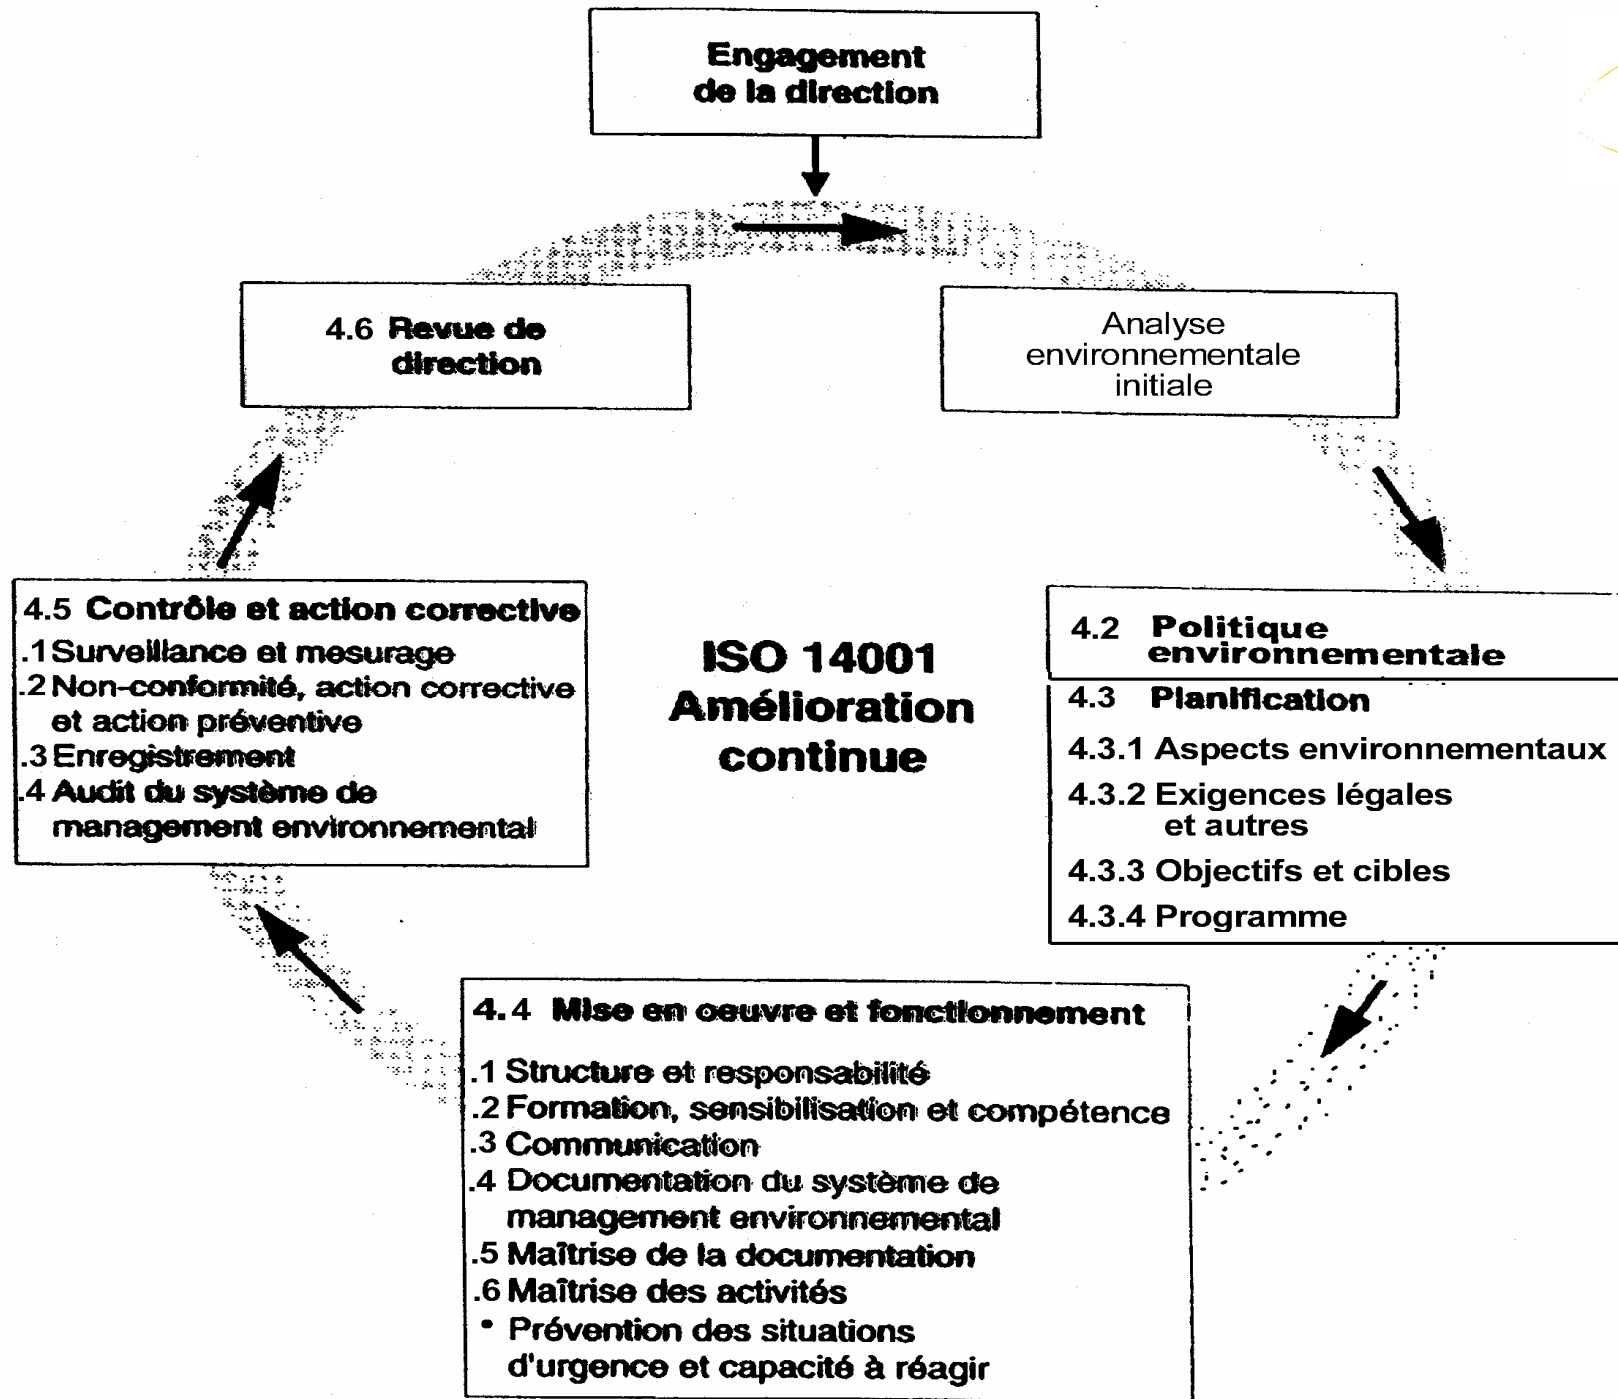 Engagement
de la direction
4.6 Revue de
direction
Analyse
environnementale
initiale
4.5 Contrôle et action corrective
.1 Surveillance et mesurage
.2 Non-conformité, action corrective
et action préventive
.3 Enregistrement
.4 Audit du système de
management environnemental
ISO 14001
Amélioration
continue
4.2 Politique
environnementale
4.3 Planification
4.3.1 Aspects environnementaux
4.3.2 Exigences légales
et autres
4.3.3 Objectifs et cibles
4.3.4 Programme
4.4 Mise en oeuvre et fonctionnement
.1 Structure et responsabilité
.2 Formation, sensibilisation et compétence
.3 Communication
.4 Documentation du système de
management environnemental
.5 Maîtrise de la documentation
.6 Maîtrise des activités
• Prévention des situations
d'urgence et capacité à réagir